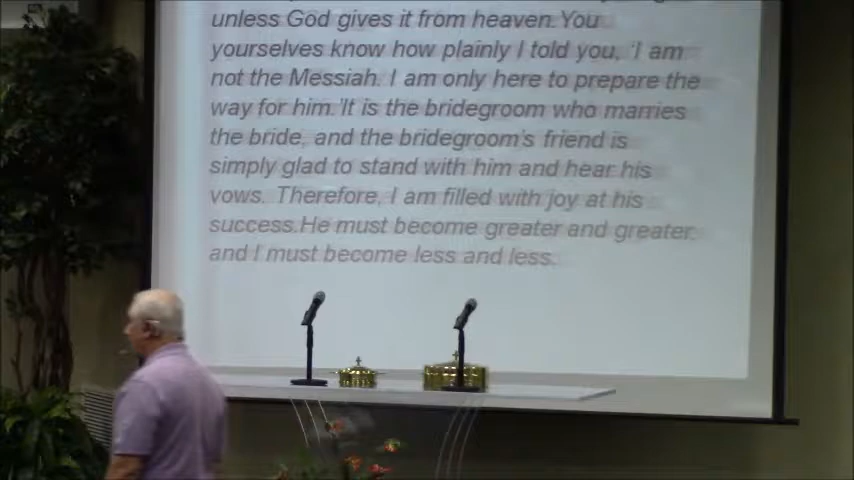 unless God gives it from heaven. You
yourselves know how plainly I told you, 'I am
not the Messiah. I am only here to prepare the
way for him.'It is the bridegroom who marries
the bride, and the bridegroom's friend is
simply glad to stand with him and hear his
vows. Therefore, I am filled with joy at his
success.He must become greater and greater,
and I must become less and less.